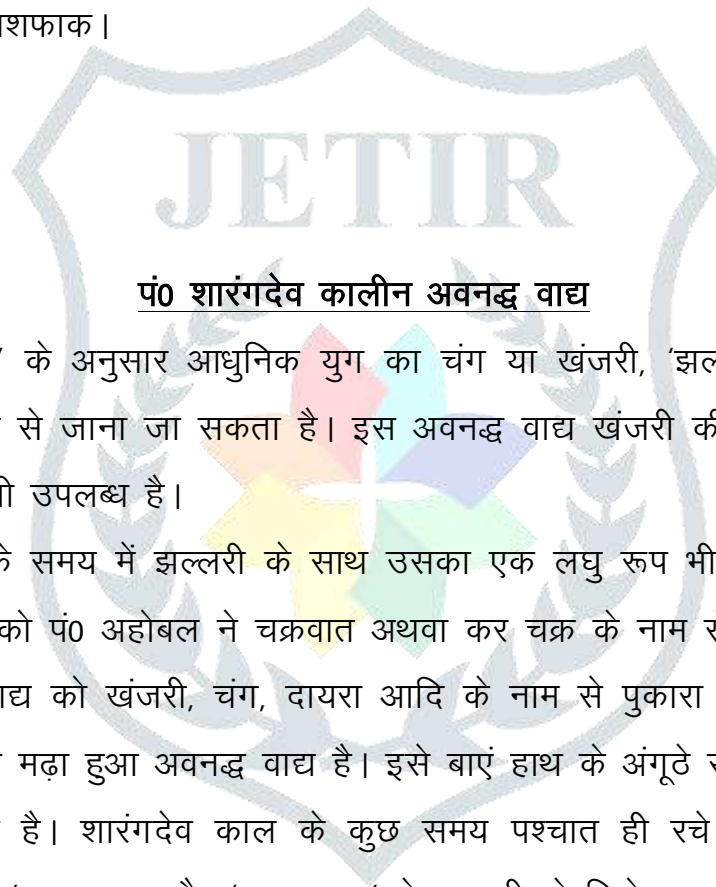 शफाक।
JETIR
पं0 शारंगदेव कालीन अवनद्ध वाद्य
के अनुसार आधुनिक युग का चंग या खंजरी, ‘झल
से जाना जा सकता है। इस अवनद्ध वाद्य खंजरी की
उपलब्ध है।
के समय में झल्लरी के साथ उसका एक लघु रूप भी
को पं0 अहोबल ने चक्रवात अथवा कर चक्र के नाम
को खंजरी, चंग, दायरा आदि के नाम से पुकारा
मढ़ा हुआ अवनद्ध वाद्य है। इसे बाएं हाथ के अंगूठे
है। शारंगदेव काल के कुछ समय पश्चात ही रचे